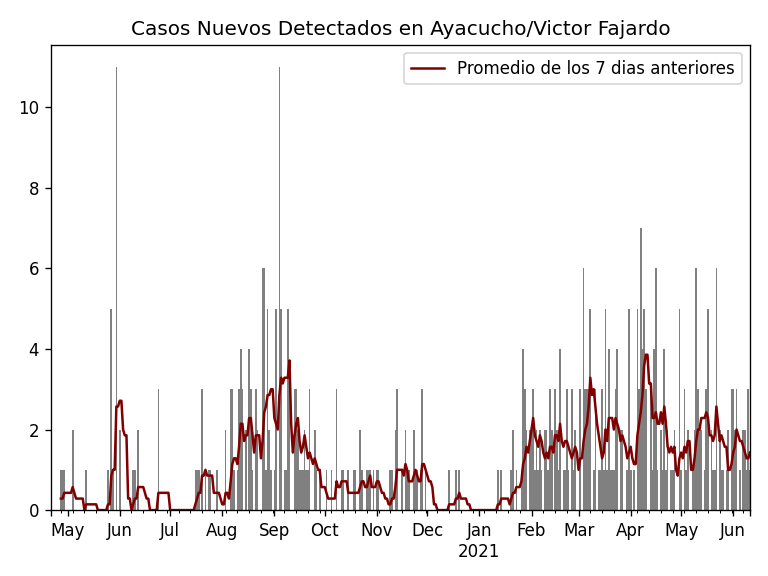 Casos Nuevos Detectados en Ayacucho/Victor Fajardo
Promedio de los 7 dias anteriores
10
8
6
4
2
0
May Jun Jul Aug Sep Oct Nov Dec Jan Feb Mar Apr May Jun
2021